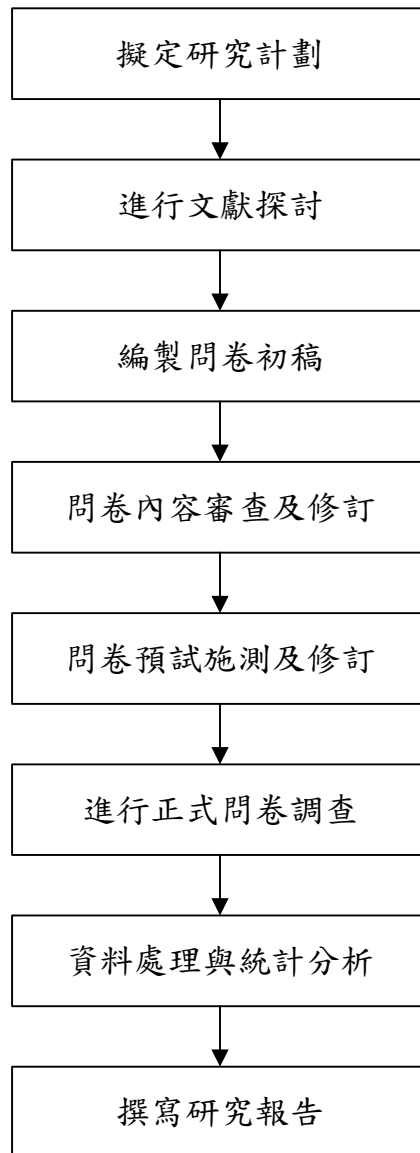 擬定研究計劃
進行文獻探討
編製問卷初稿
問卷內容審查及修訂
問卷預試施測及修訂
進行正式問卷調查
資料處理與統計分析
撰寫研究報告